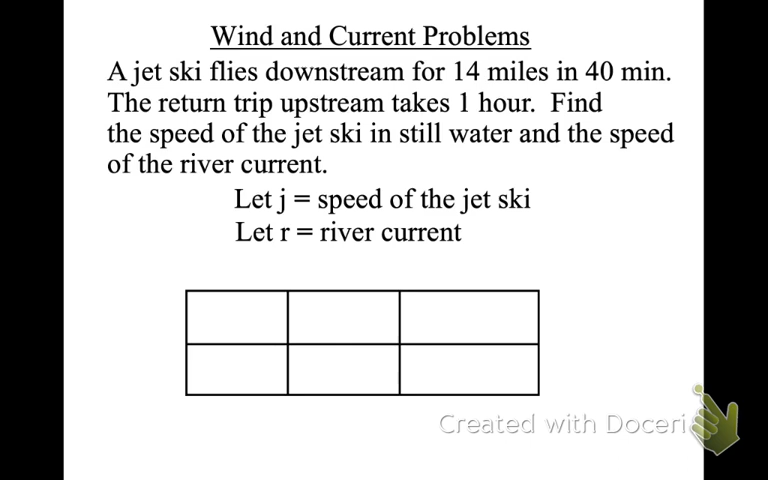 Wind and Current Problems
A jet ski flies downstream for 14 miles in 40 min.
The return trip upstream takes 1 hour.  Find
the speed of the jet ski in still water and the speed
of the river current.
Let j = speed of the jet ski
Let r = river current
Created with Doceri